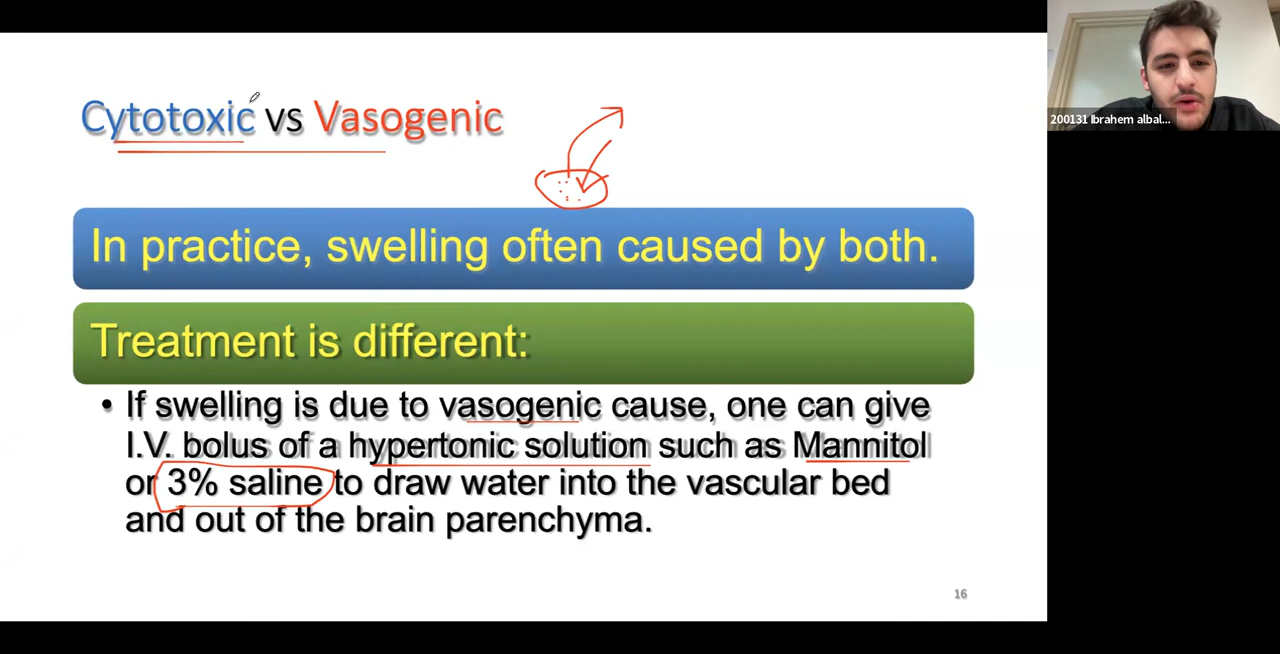 Cytotoxic vs Vasogenic
200131 Ibrahem albal...
In practice, swelling often caused by both.
Treatment is different:
• If swelling is due to vasogenic cause, one can give
I.V. bolus of a hypertonic solution such as Mannitol
or 3% saline to draw water into the vascular bed
and out of the brain parenchyma.
16